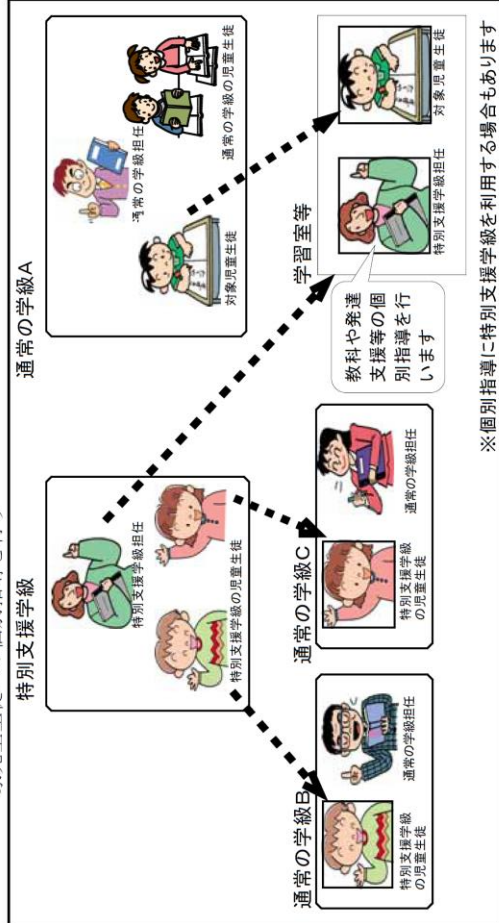 特別支援学級
特別支援学級担任
特別支援学級の児童生徒
通常の学級A
通常の学級担任
対象児童生徒
通常の学級の児童生徒
通常の学級B
特別支援学級
の児童生徒
通常の学級担任
通常の学級C
特別支援学級
の児童生徒
通常の学級担任
学習室等
教科や発達
支援等の個
別指導を行
います
特別支援学級担任
対象児童生徒
※個別指導に特別支援学級を利用する場合もあります